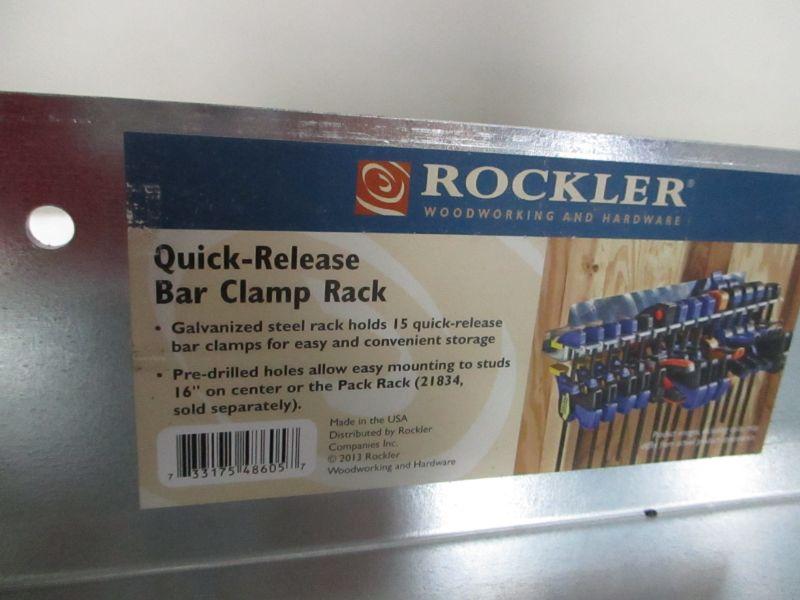 ROCKLER®
WOODWORKING AND HARDWARE
Quick-Release
Bar Clamp Rack
• Galvanized steel rack holds 15 quick-release
bar clamps for easy and convenient storage
• Pre-drilled holes allow easy mounting to studs
16" on center or the Pack Rack (21834,
sold separately).
Made in the USA
Distributed by Rockler
Companies Inc.
© 2013 Rockler
Woodworking and Hardware
7 33175 48605 7